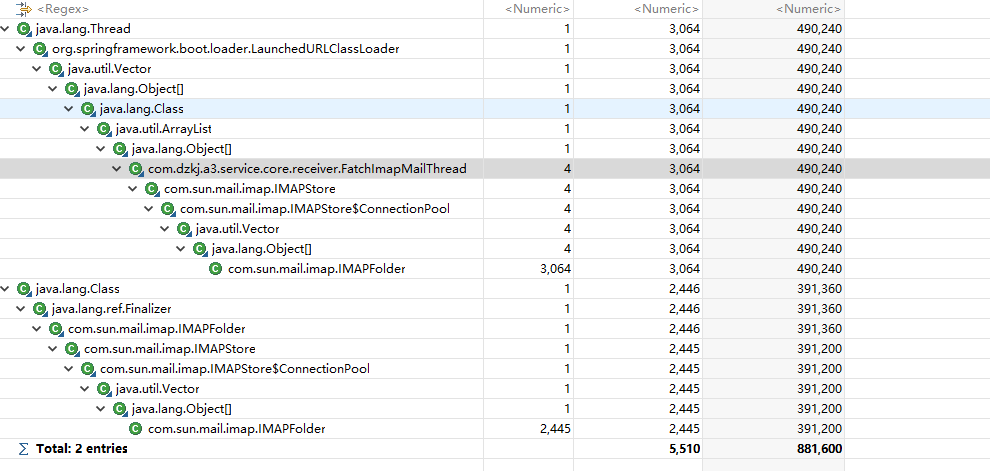 <Regex> <Numeric> <Numeric> <Numeric>
java.lang.Thread 1 3,064 490,240
org.springframework.boot.loader.LaunchedURLClassLoader 1 3,064 490,240
java.util.Vector 1 3,064 490,240
java.lang.Object[] 1 3,064 490,240
java.lang.Class 1 3,064 490,240
java.util.ArrayList 1 3,064 490,240
java.lang.Object[] 1 3,064 490,240
com.dzkj.a3.service.core.receiver.FatchImapMailThread 4 3,064 490,240
com.sun.mail.imap.IMAPStore 4 3,064 490,240
com.sun.mail.imap.IMAPStore$ConnectionPool 4 3,064 490,240
java.util.Vector 4 3,064 490,240
java.lang.Object[] 4 3,064 490,240
com.sun.mail.imap.IMAPFolder 3,064 3,064 490,240
java.lang.Class 1 2,446 391,360
java.lang.ref.Finalizer 1 2,446 391,360
com.sun.mail.imap.IMAPFolder 1 2,446 391,360
com.sun.mail.imap.IMAPStore 1 2,445 391,200
com.sun.mail.imap.IMAPStore$ConnectionPool 1 2,445 391,200
java.util.Vector 1 2,445 391,200
java.lang.Object[] 1 2,445 391,200
com.sun.mail.imap.IMAPFolder 2,445 2,445 391,200
Σ Total: 2 entries 5,510 881,600